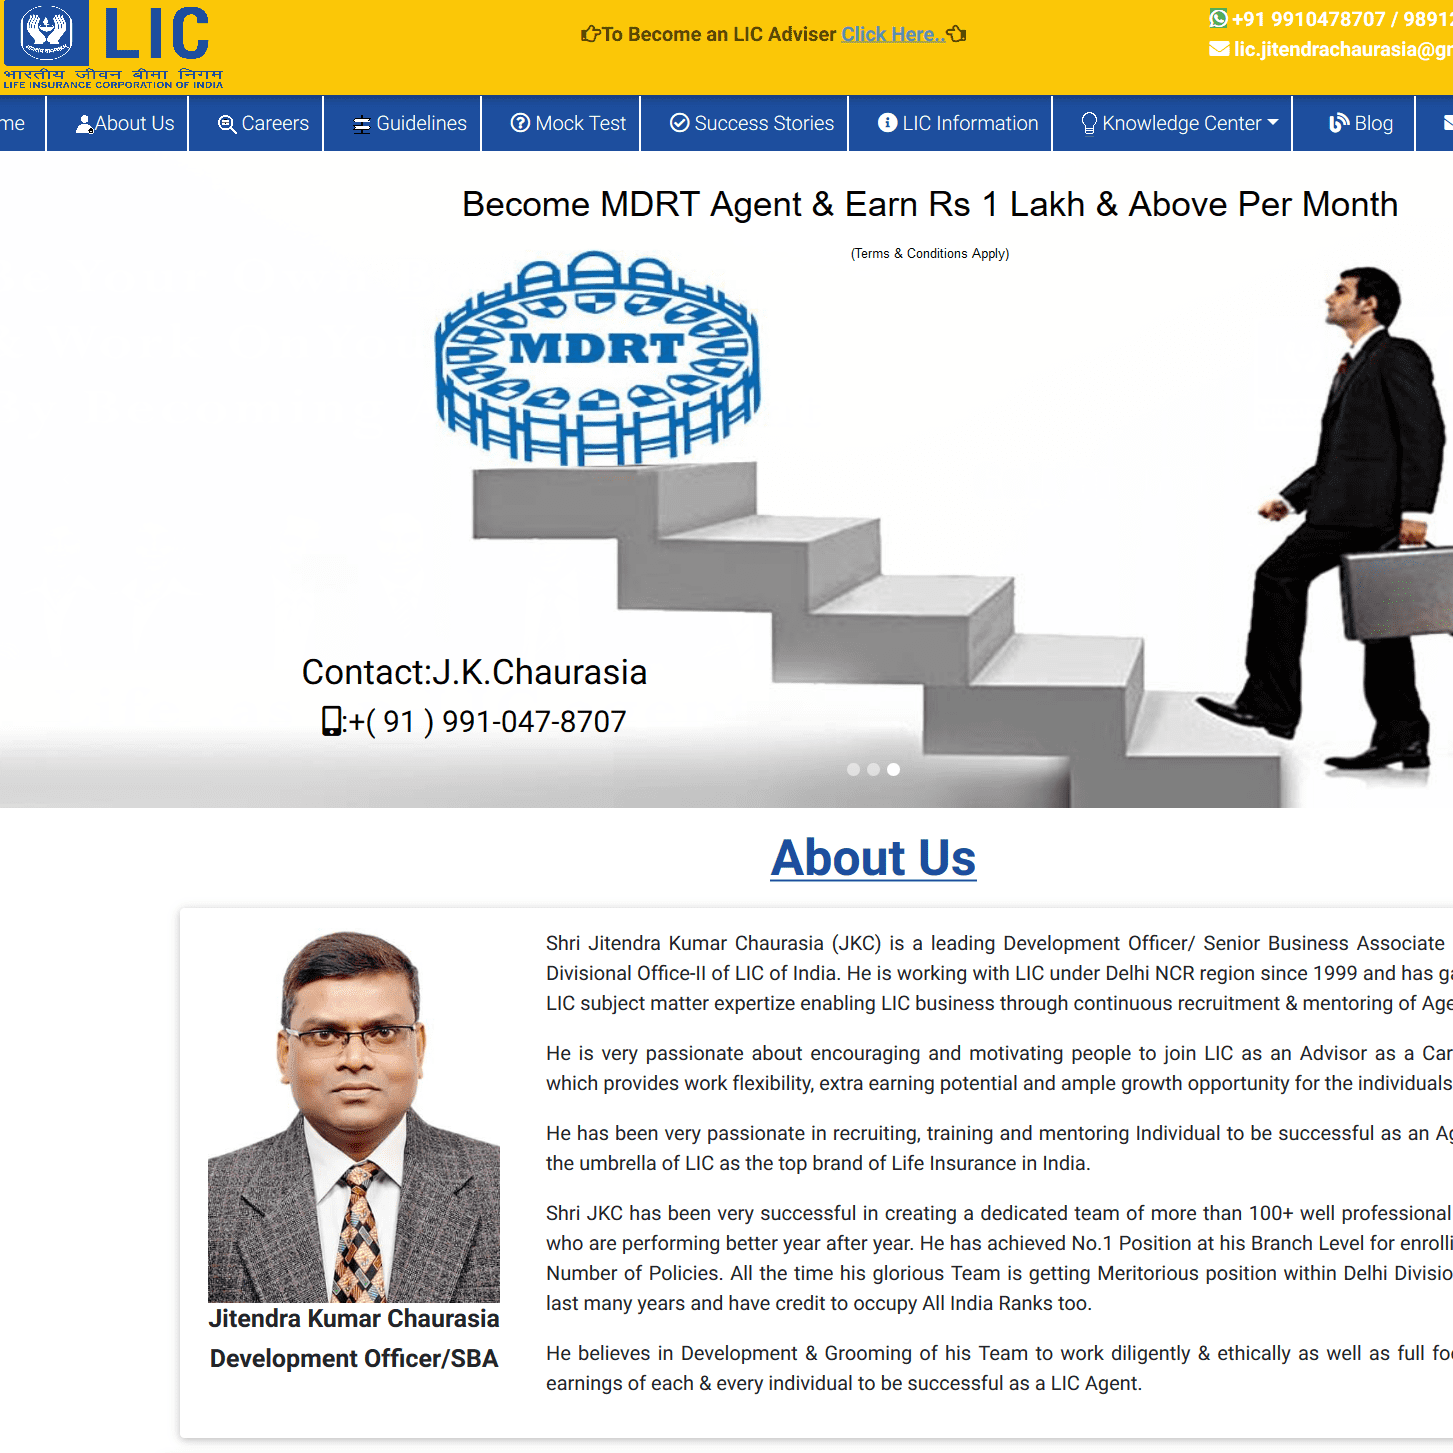 LIC
भारतीय जीवन बीमा निगम
LIFE INSURANCE CORPORATION OF INDIA
To Become an LIC Adviser Click Here..
+91 9910478707 / 9891
lic.jitendrachaurasia@g
me
About Us
Careers
Guidelines
Mock Test
Success Stories
LIC Information
Knowledge Center
Blog
Become MDRT Agent & Earn Rs 1 Lakh & Above Per Month
(Terms & Conditions Apply)
MDRT
Contact:J.K.Chaurasia
:+( 91 ) 991-047-8707
About Us
Shri Jitendra Kumar Chaurasia (JKC) is a leading Development Officer/ Senior Business Associate
Divisional Office-II of LIC of India. He is working with LIC under Delhi NCR region since 1999 and has ga
LIC subject matter expertize enabling LIC business through continuous recruitment & mentoring of Age
He is very passionate about encouraging and motivating people to join LIC as an Advisor as a Car
which provides work flexibility, extra earning potential and ample growth opportunity for the individuals
He has been very passionate in recruiting, training and mentoring Individual to be successful as an Ag
the umbrella of LIC as the top brand of Life Insurance in India.
Shri JKC has been very successful in creating a dedicated team of more than 100+ well professional
who are performing better year after year. He has achieved No.1 Position at his Branch Level for enrolli
Number of Policies. All the time his glorious Team is getting Meritorious position within Delhi Divisio
last many years and have credit to occupy All India Ranks too.
He believes in Development & Grooming of his Team to work diligently & ethically as well as full fo
earnings of each & every individual to be successful as a LIC Agent.
Jitendra Kumar Chaurasia
Development Officer/SBA